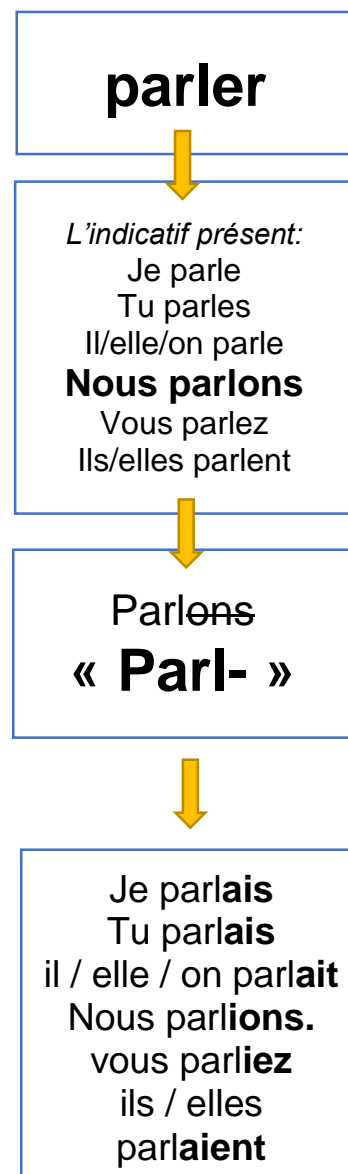 parler
L'indicatif présent:
Je parle
Tu parles
Il/elle/on parle
Nous parlons
Vous parlez
Ils/elles parlent
Parlons
« Parl- »
Je parlais
Tu parlais
il / elle / on parlait
Nous parlions.
vous parliez
ils / elles
parlaient